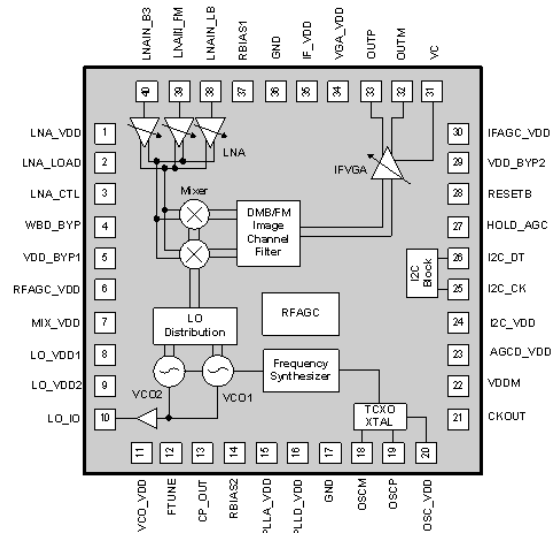 LNAIN_B3
LNAIN_FM
LNAIN_LB
RBIAS1
GND
IF_VDD
VGA_VDD
OUTP
OUTM
VC
40
39
38
37
36
35
34
33
32
31
LNA_VDD 1
LNA_LOAD 2
LNA_CTL 3
WBD_BYP 4
VDD_BYP1 5
RFAGC_VDD 6
MIX_VDD 7
LO_VDD1 8
LO_VDD2 9
LO_IO 10
LNA
IFVGA
Mixer
DMB/FM
Image
Channel
Filter
LO
Distribution
RFAGC
VCO2
VCO1
Frequency
Synthesizer
TCXO
XTAL
I2C
Block
30 IFAGC_VDD
29 VDD_BYP2
28 RESETB
27 HOLD_AGC
26 I2C_DT
25 I2C_CK
24 I2C_VDD
23 AGCD_VDD
22 VDDM
21 CKOUT
11
12
13
14
15
16
17
18
19
20
VCO_VDD
FTUNE
CP_OUT
RBIAS2
PLLA_VDD
PLLD_VDD
GND
OSCM
OSCP
OSC_VDD